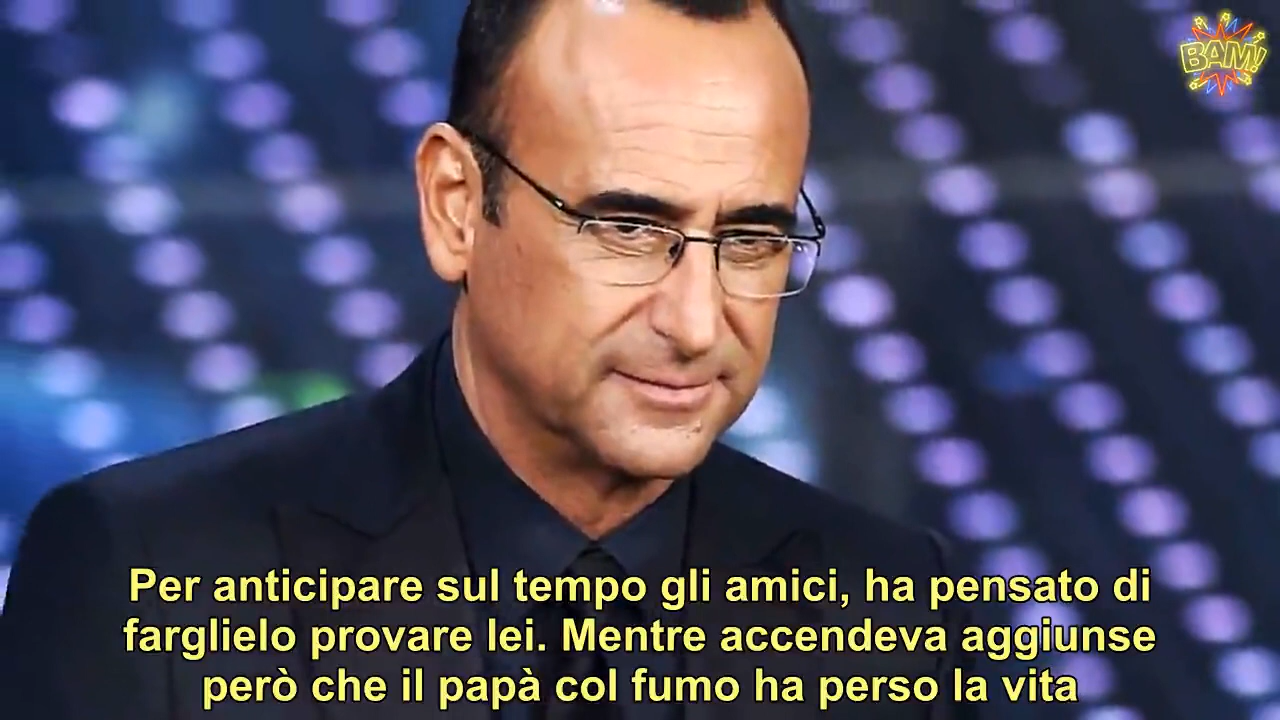 BAM!
Per anticipare sul tempo gli amici, ha pensato di
farglielo provare lei. Mentre accendeva aggiunse
però che il papà col fumo ha perso la vita